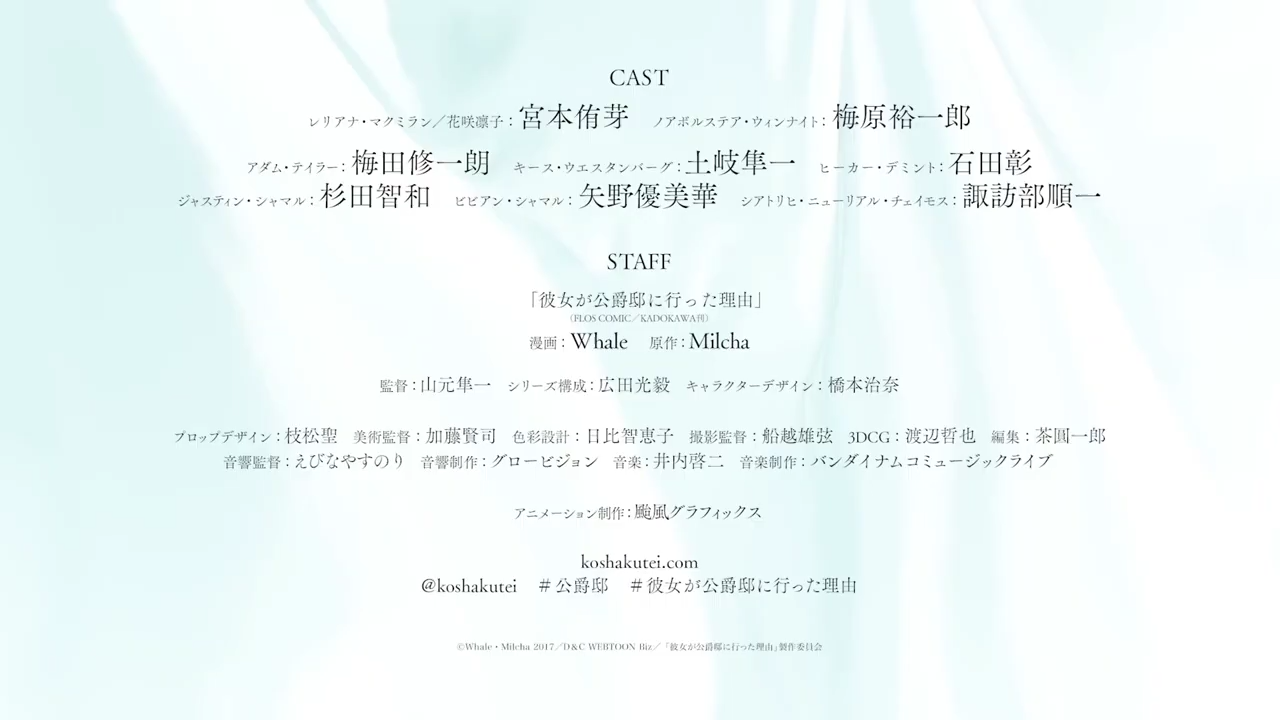 CAST
レリアナ・マクミラン／花咲凛子：宮本侑芽　ノアボルステア・ウィンナイト：梅原裕一郎
アダム・テイラー：梅田修一朗　キース・ウエスタンバーグ：土岐隼一　ヒーカー・デミント：石田彰
ジャスティン・シャマル：杉田智和　ビビアン・シャマル：矢野優美華　シアトリヒ・ニューリアル・チェイモス：諏訪部順一
STAFF
「彼女が公爵邸に行った理由」
（FLOS COMIC／KADOKAWA刊）
漫画：Whale　原作：Milcha
監督：山元隼一　シリーズ構成：広田光毅　キャラクターデザイン：橋本治奈
プロップデザイン：枝松聖　美術監督：加藤賢司　色彩設計：日比智恵子　撮影監督：船越雄弦　3DCG：渡辺哲也　編集：茶圓一郎
音響監督：えびなやすのり　音響制作：グロービジョン　音楽：井内啓二　音楽制作：バンダイナムコミュージックライブ
アニメーション制作：颱風グラフィックス
koshakutei.com
@koshakutei　＃公爵邸　＃彼女が公爵邸に行った理由
©Whale・Milcha 2017／D&C WEBTOON Biz／「彼女が公爵邸に行った理由」製作委員会